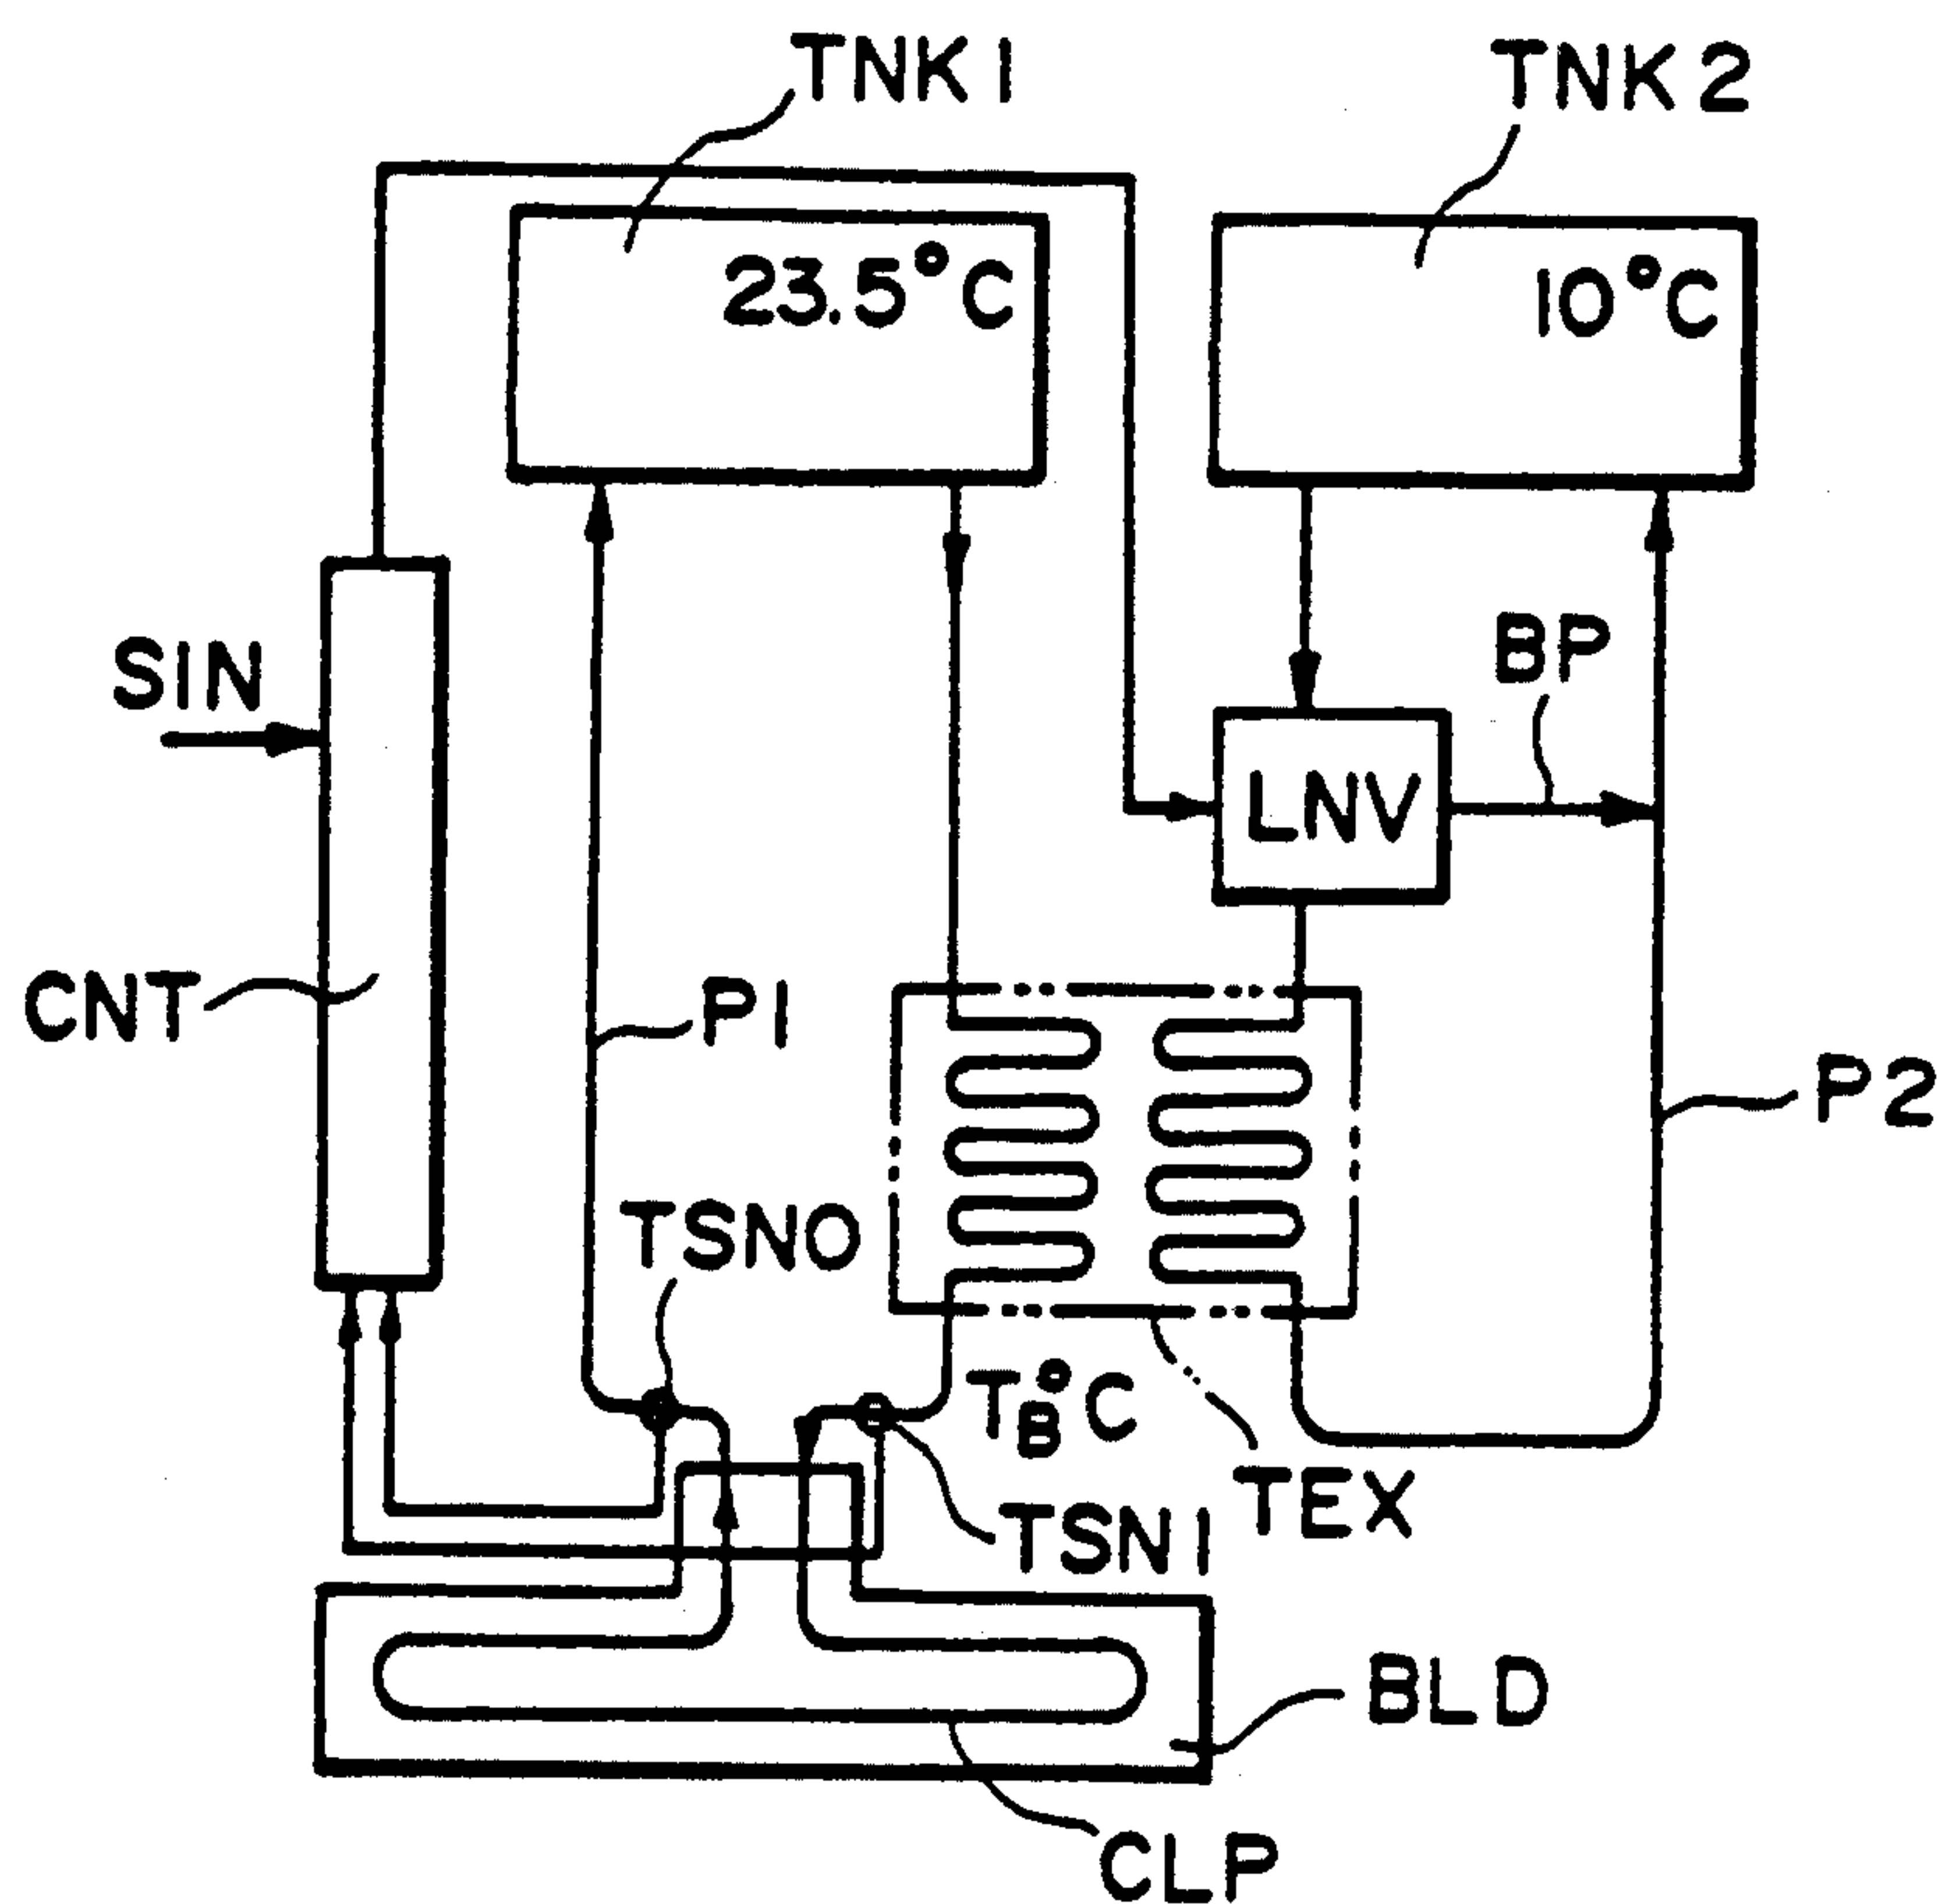 TNK1
TNK2
23.5°C
10°C
SIN
BP
LNV
CNT
P1
P2
TSNO
TB°C
TEX
TSN1
BLD
CLP